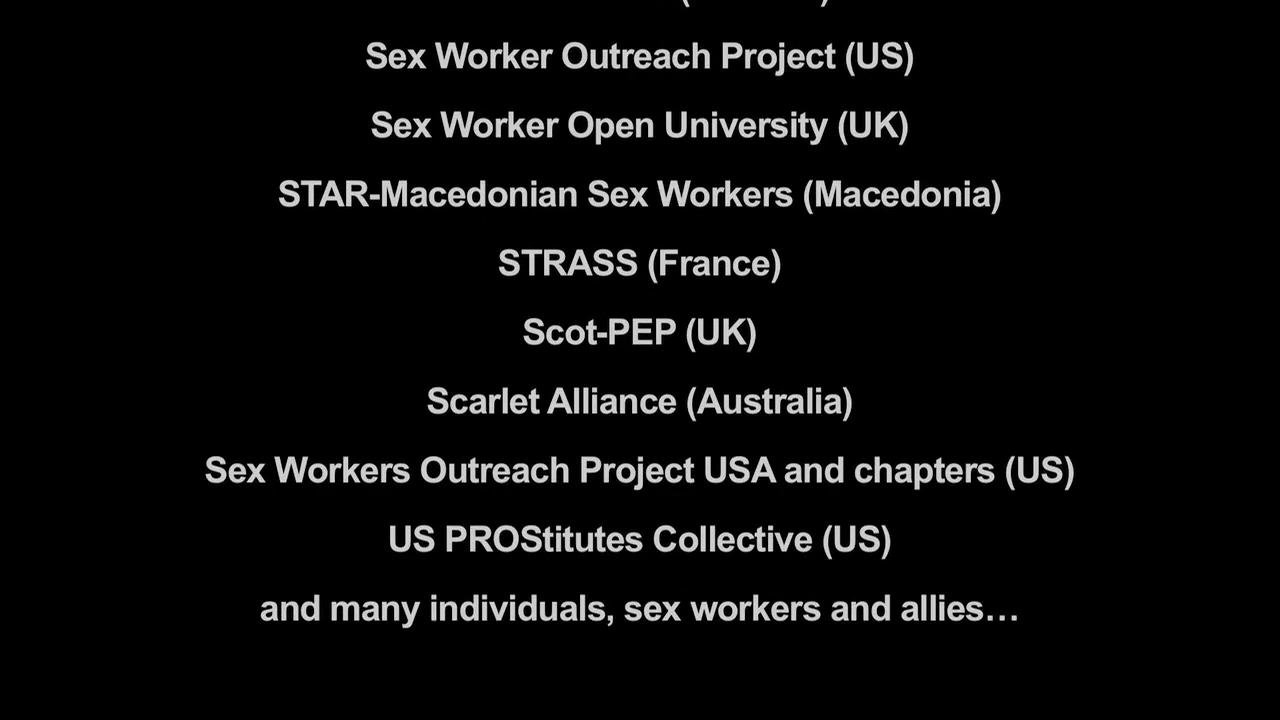 Sex Worker Outreach Project (US)
Sex Worker Open University (UK)
STAR-Macedonian Sex Workers (Macedonia)
STRASS (France)
Scot-PEP (UK)
Scarlet Alliance (Australia)
Sex Workers Outreach Project USA and chapters (US)
US PROStitutes Collective (US)
and many individuals, sex workers and allies…